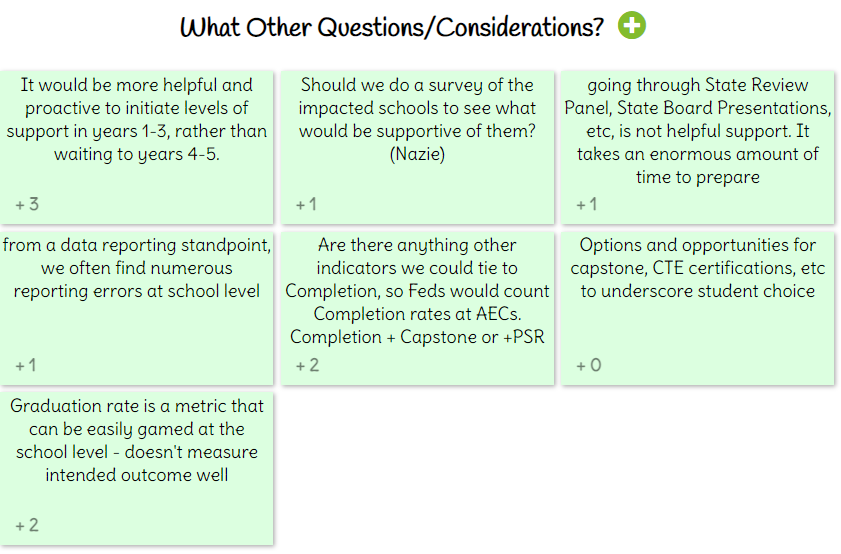 What Other Questions/Considerations?
It would be more helpful and
proactive to initiate levels of
support in years 1-3, rather than
waiting to years 4-5.
+ 3
Should we do a survey of the
impacted schools to see what
would be supportive of them?
(Nazie)
+ 1
going through State Review
Panel, State Board Presentations,
etc, is not helpful support. It
takes an enormous amount of
time to prepare
+ 1
from a data reporting standpoint,
we often find numerous
reporting errors at school level
+ 1
Are there anything other
indicators we could tie to
Completion, so Feds would count
Completion rates at AECs.
Completion + Capstone or +PSR
+ 2
Options and opportunities for
capstone, CTE certifications, etc
to underscore student choice
+ 0
Graduation rate is a metric that
can be easily gamed at the
school level - doesn't measure
intended outcome well
+ 2